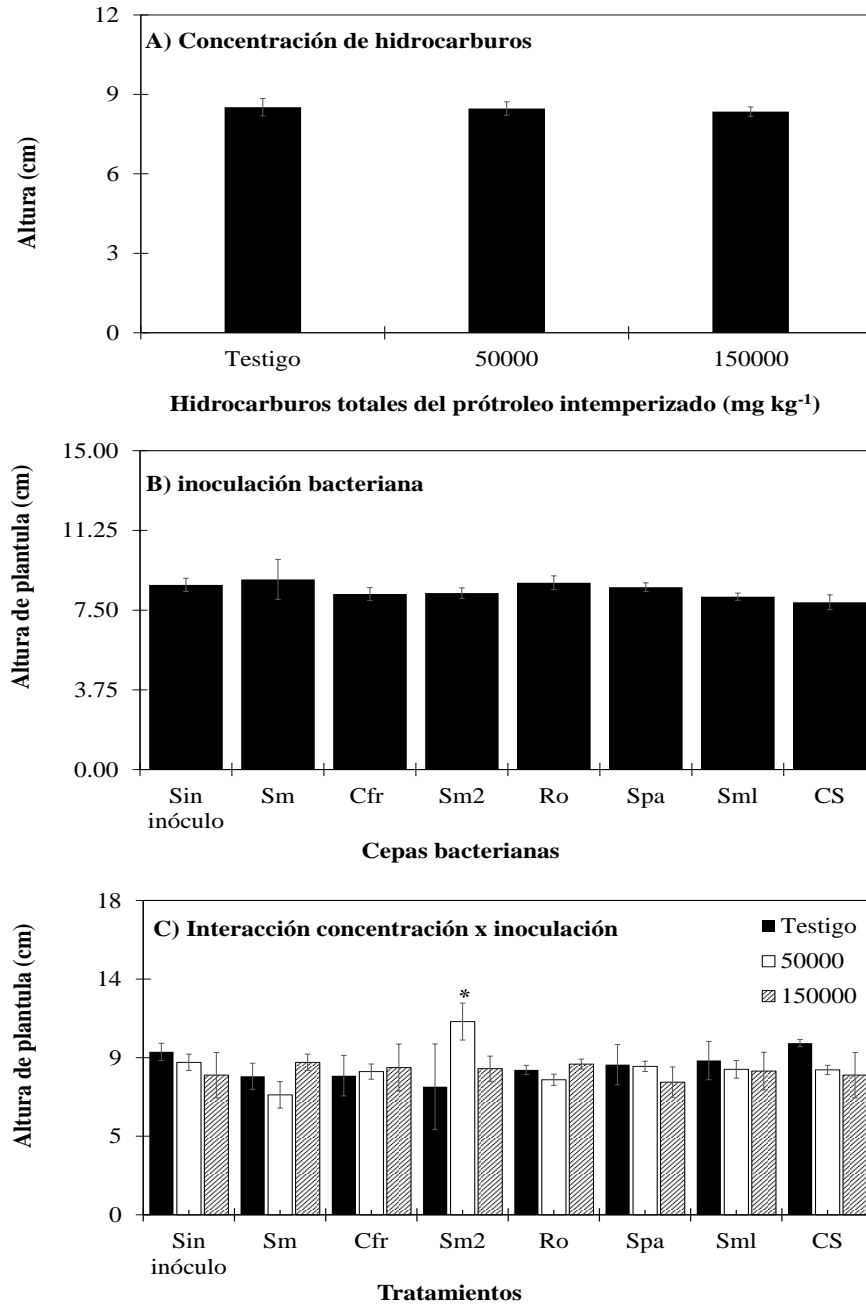 12
A) Concentración de hidrocarburos
9
6
3
0
Altura (cm)
Testigo 50000 150000
Hidrocarburos totales del prótroleo intemperizado (mg kg-1)
15.00
B) inoculación bacteriana
11.25
7.50
3.75
0.00
Altura de plantula (cm)
Sin inóculo Sm Cfr Sm2 Ro Spa Sml CS
Cepas bacterianas
18
C) Interacción concentración x inoculación
Testigo
50000
150000
14
*
9
5
0
Altura de plantula (cm)
Sin inóculo Sm Cfr Sm2 Ro Spa Sml CS
Tratamientos